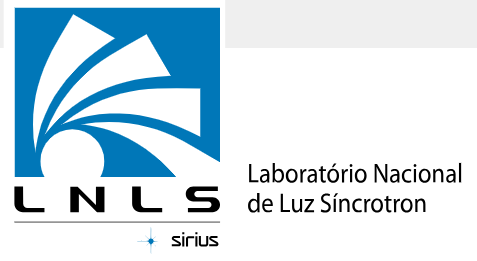 LNLS
sirius
Laboratório Nacional
de Luz Síncrotron